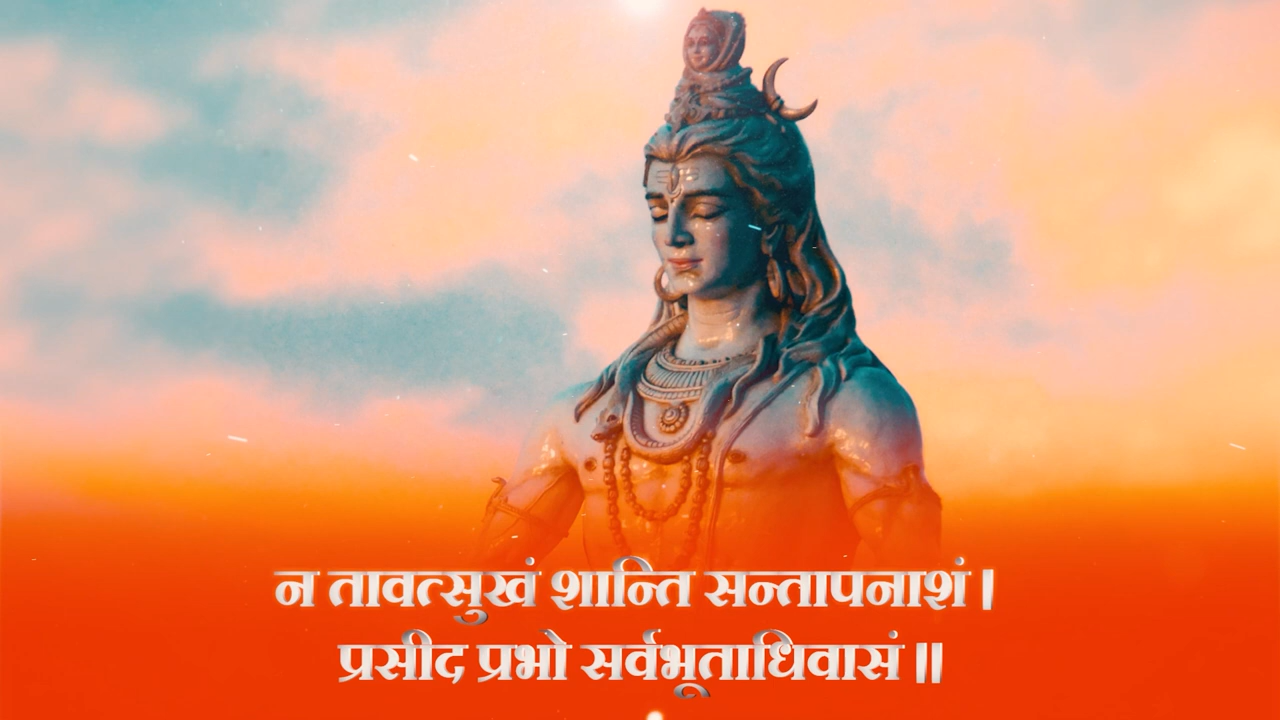 न तावत्सुखं शान्ति सन्तापनाशं।
प्रसीद प्रभो सर्वभूताधिवासं॥